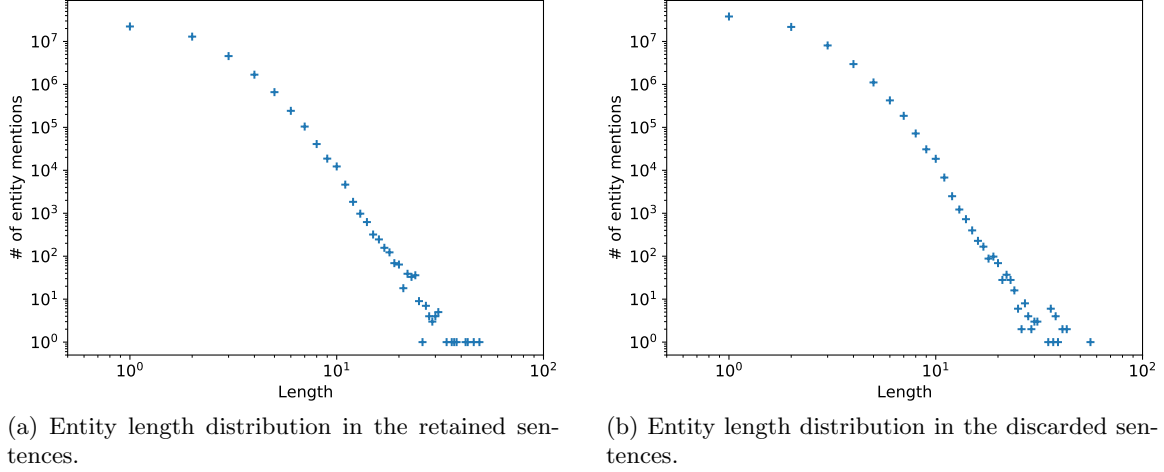 # of entity mentions
10^7
10^6
10^5
10^4
10^3
10^2
10^1
10^0
10^0 10^1 10^2
Length
(a) Entity length distribution in the retained sen-
tences.
# of entity mentions
10^7
10^6
10^5
10^4
10^3
10^2
10^1
10^0
10^0 10^1 10^2
Length
(b) Entity length distribution in the discarded sen-
tences.